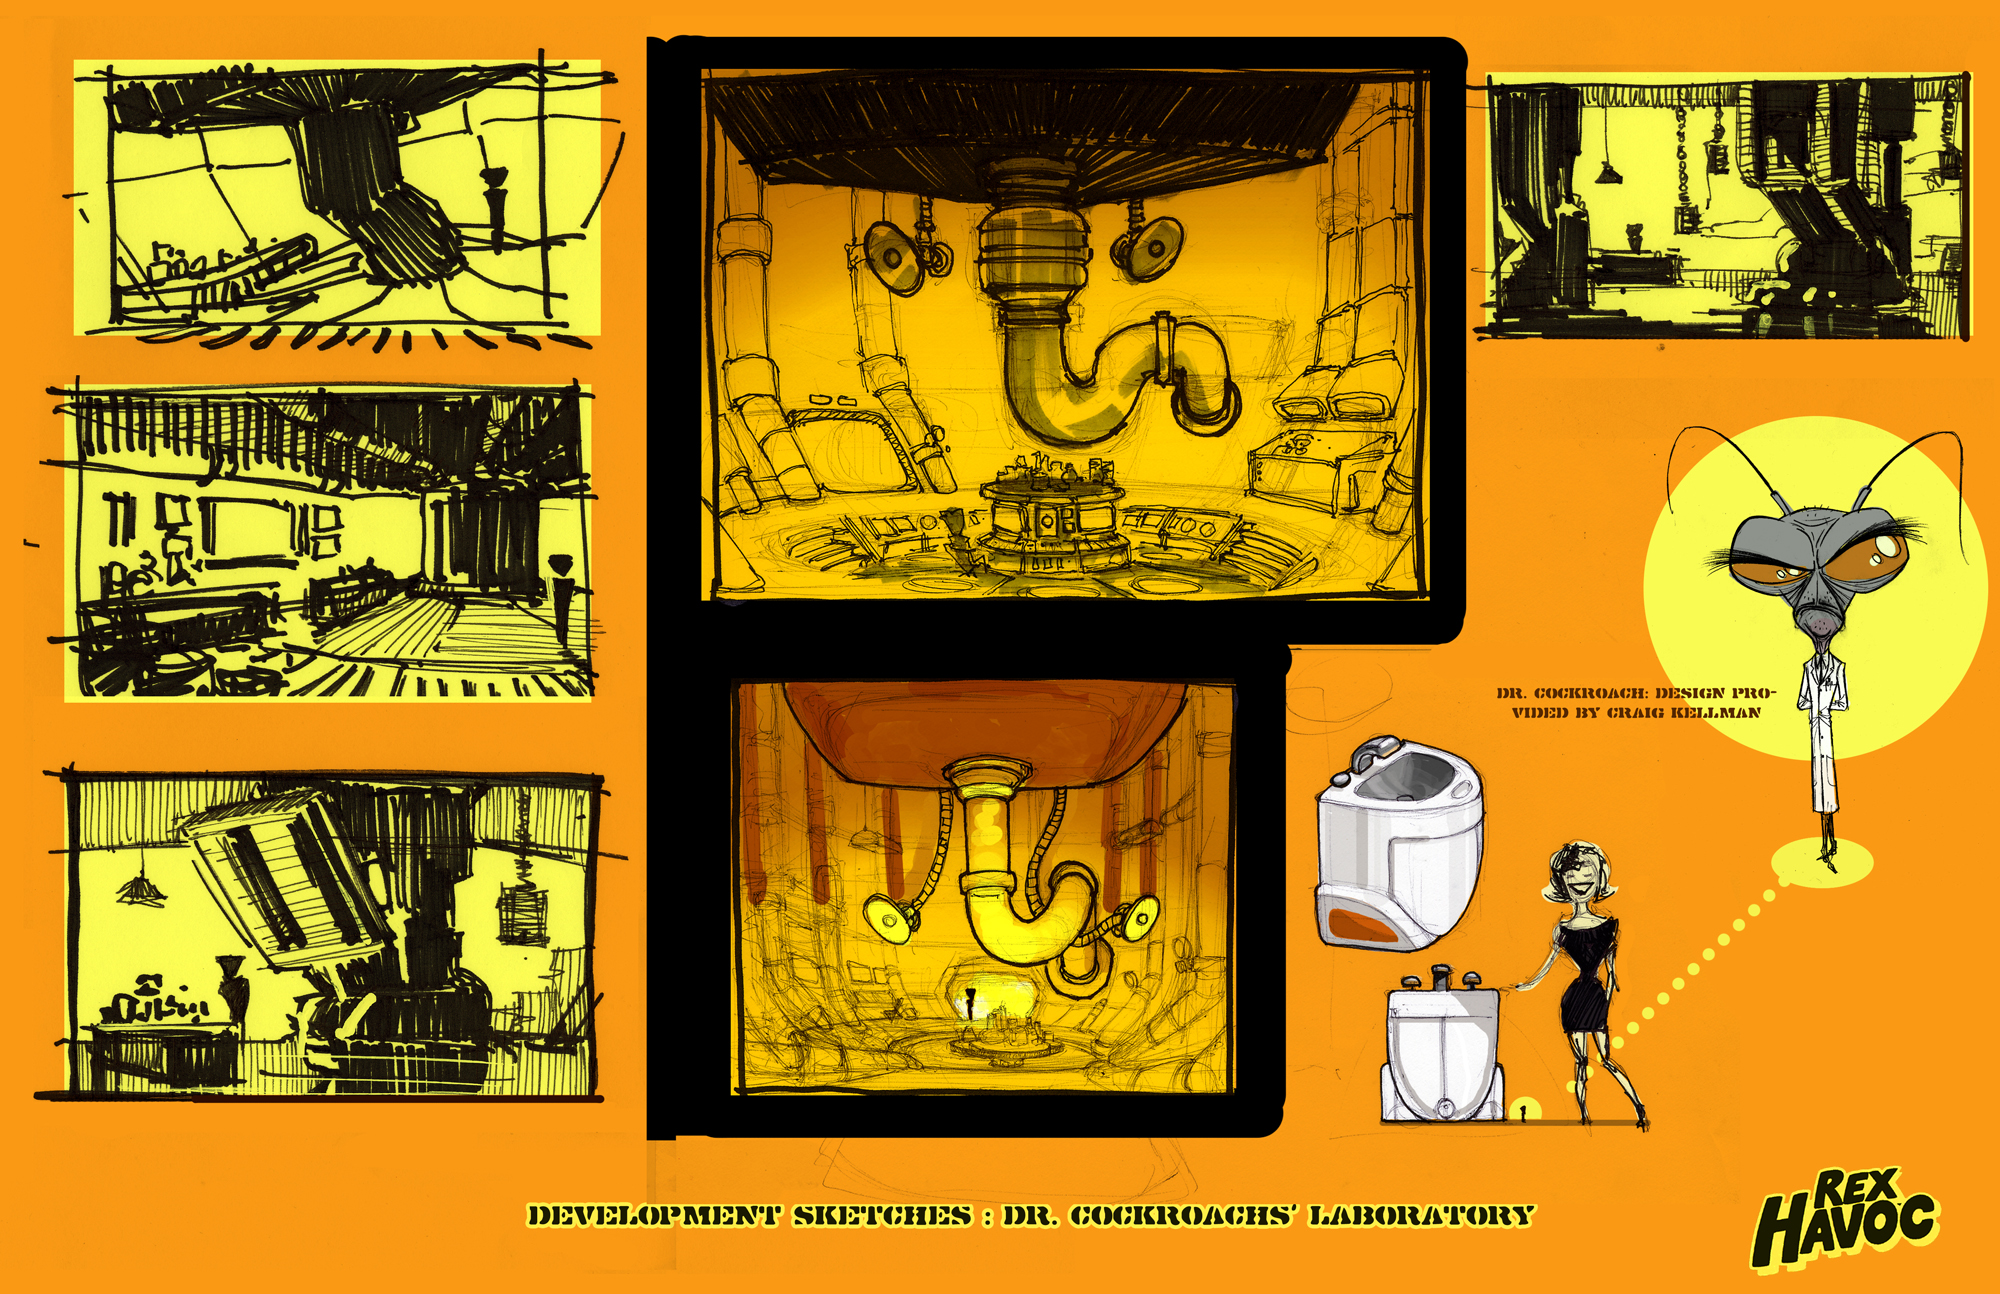 DR. COCKROACH: DESIGN PRO-
VIDED BY CRAIG KELLMAN
DEVELOPMENT SKETCHES : DR. COCKROACHS' LABORATORY
REX
HAVOC